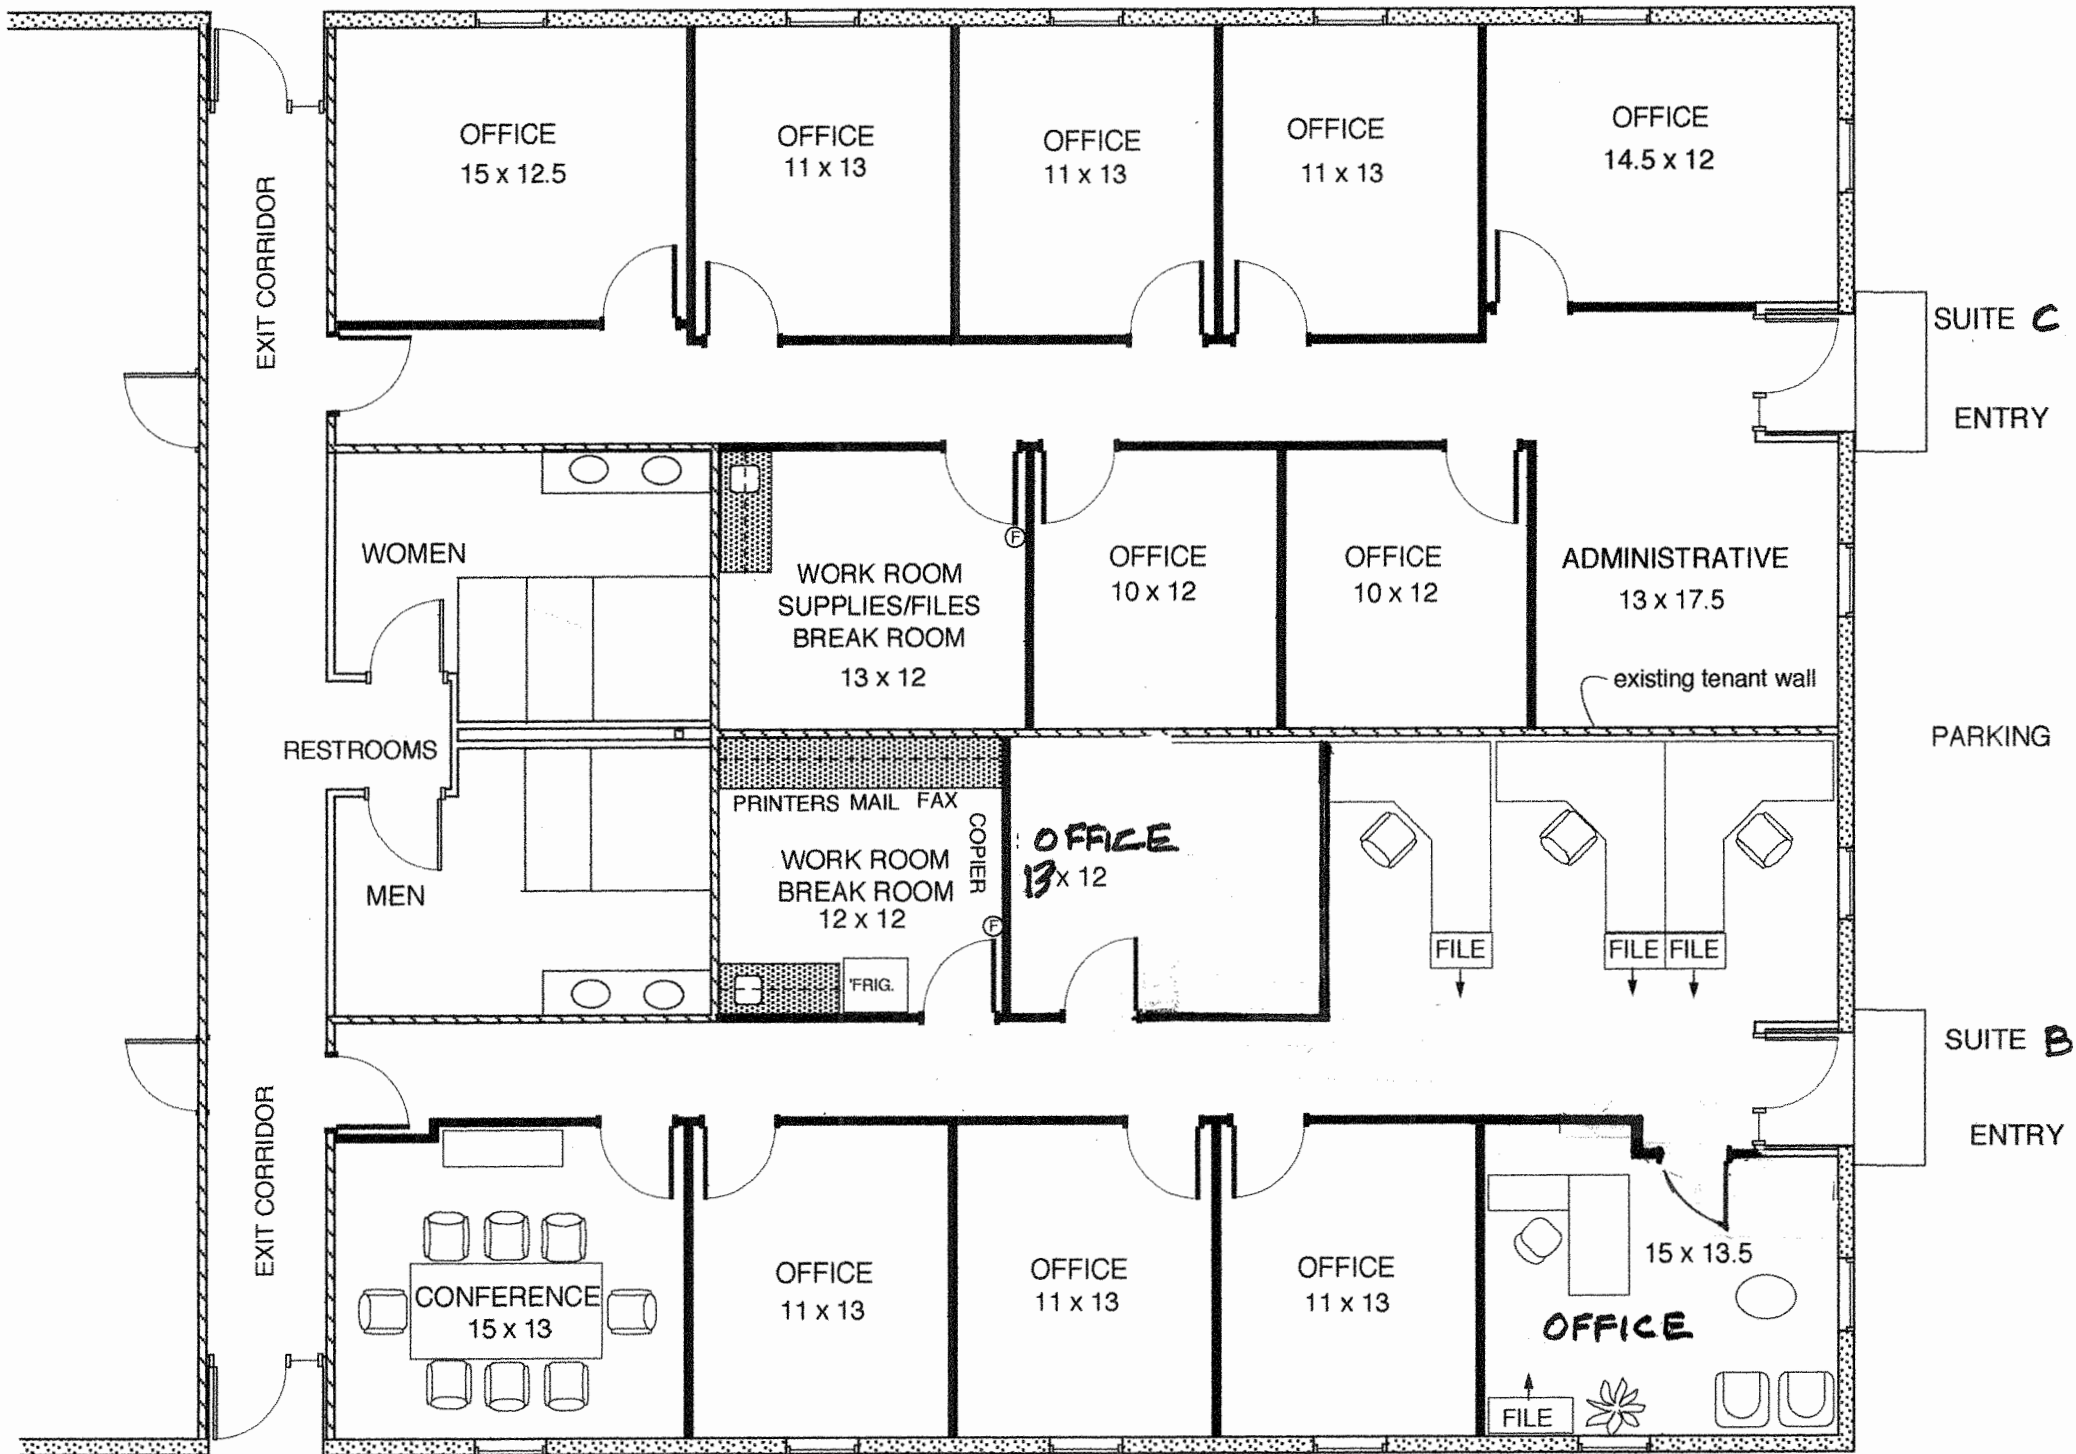 OFFICE
15 x 12.5
OFFICE
11 x 13
OFFICE
11 x 13
OFFICE
11 x 13
OFFICE
14.5 x 12
EXIT CORRIDOR
SUITE C
ENTRY
WOMEN
WORK ROOM
SUPPLIES/FILES
BREAK ROOM
13 x 12
F
OFFICE
10 x 12
OFFICE
10 x 12
ADMINISTRATIVE
13 x 17.5
existing tenant wall
RESTROOMS
PARKING
PRINTERS MAIL FAX
COPIER
WORK ROOM
BREAK ROOM
12 x 12
F
'FRIG.
OFFICE
13 x 12
MEN
FILE
FILE
FILE
SUITE B
ENTRY
EXIT CORRIDOR
CONFERENCE
15 x 13
OFFICE
11 x 13
OFFICE
11 x 13
OFFICE
11 x 13
15 x 13.5
OFFICE
FILE